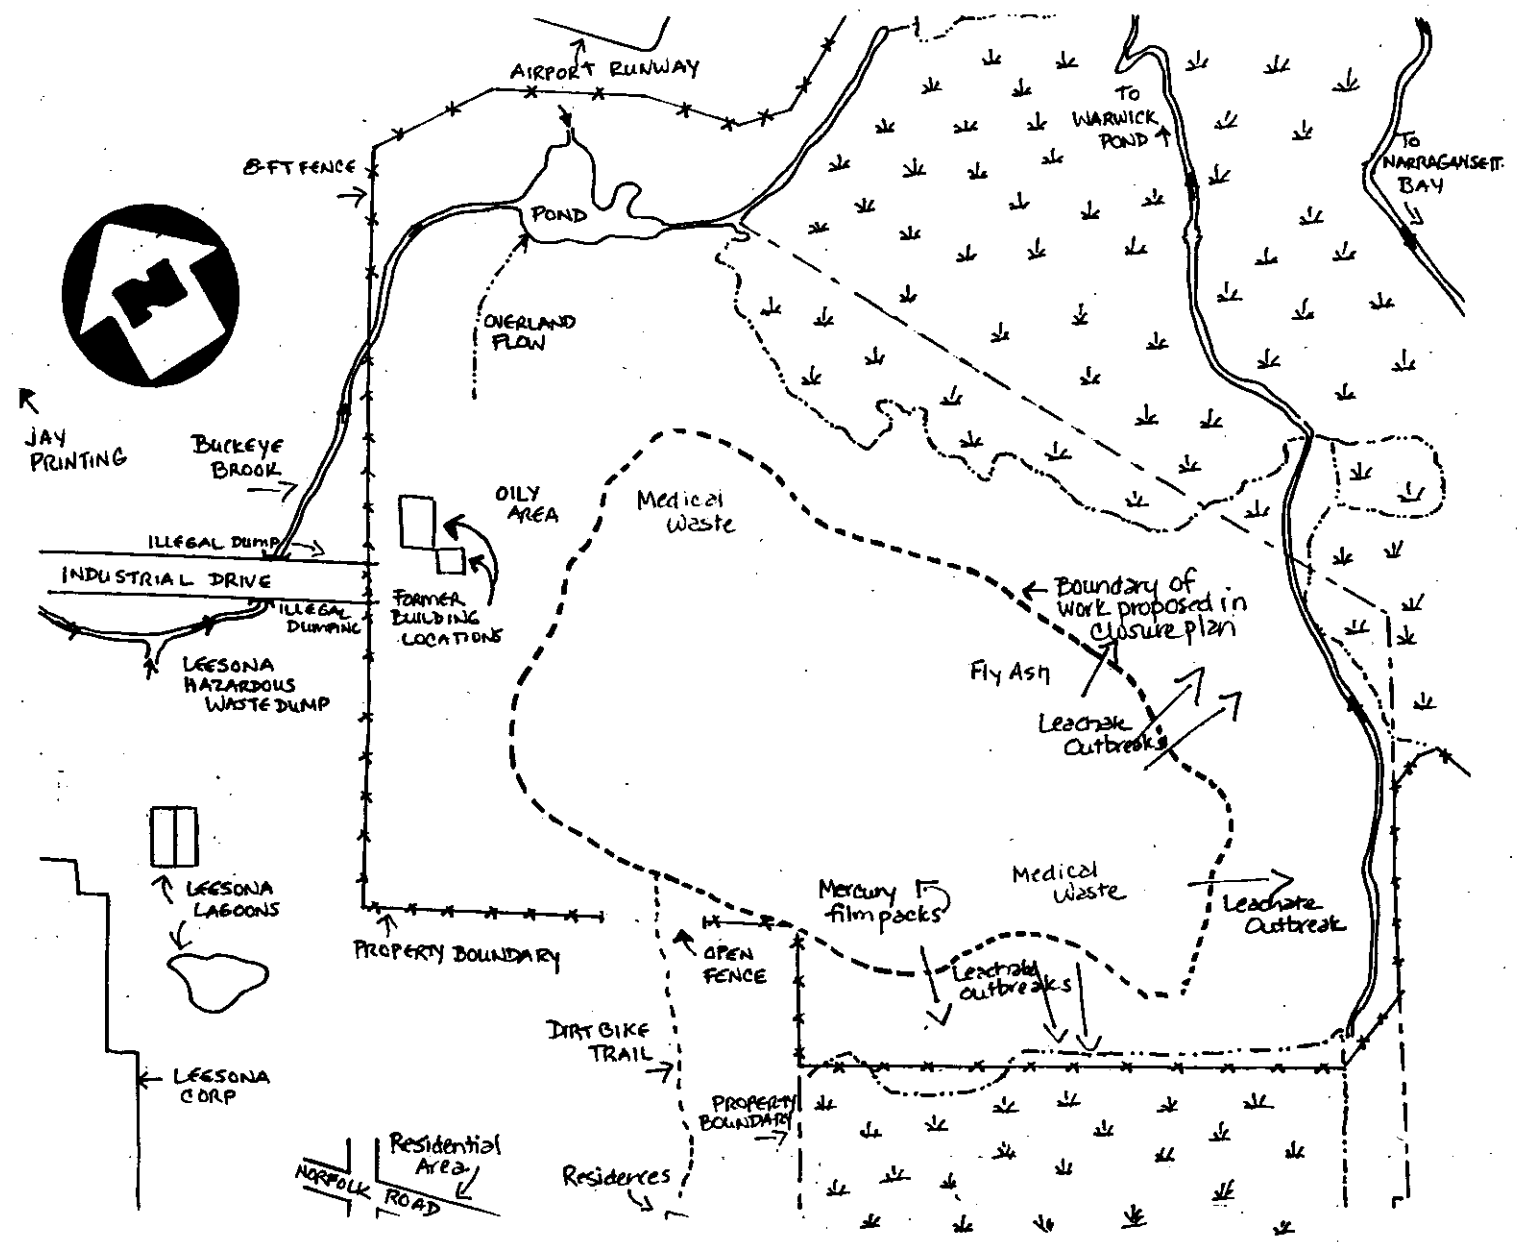 AIRPORT RUNWAY
TO
WARWICK
POND
TO
NARRAGANSETT
BAY
8-FT FENCE
POND
N
OVERLAND
FLOW
JAY
PRINTING
BUCKEYE
BROOK
OILY
AREA
Medical
Waste
ILLEGAL DUMP
INDUSTRIAL DRIVE
ILLEGAL
DUMPING
FORMER
BUILDING
LOCATIONS
Boundary of
work proposed in
closure plan
LEESONA
HAZARDOUS
WASTE DUMP
Fly Ash
Leachate
Outbreaks
LEESONA
LAGOONS
Mercury
film packs
Medical
Waste
Leachate
Outbreak
PROPERTY BOUNDARY
OPEN
FENCE
Leachate
outbreaks
DIRT BIKE
TRAIL
LEESONA
CORP
PROPERTY
BOUNDARY
Residential
Area
NORFOLK ROAD
Residences